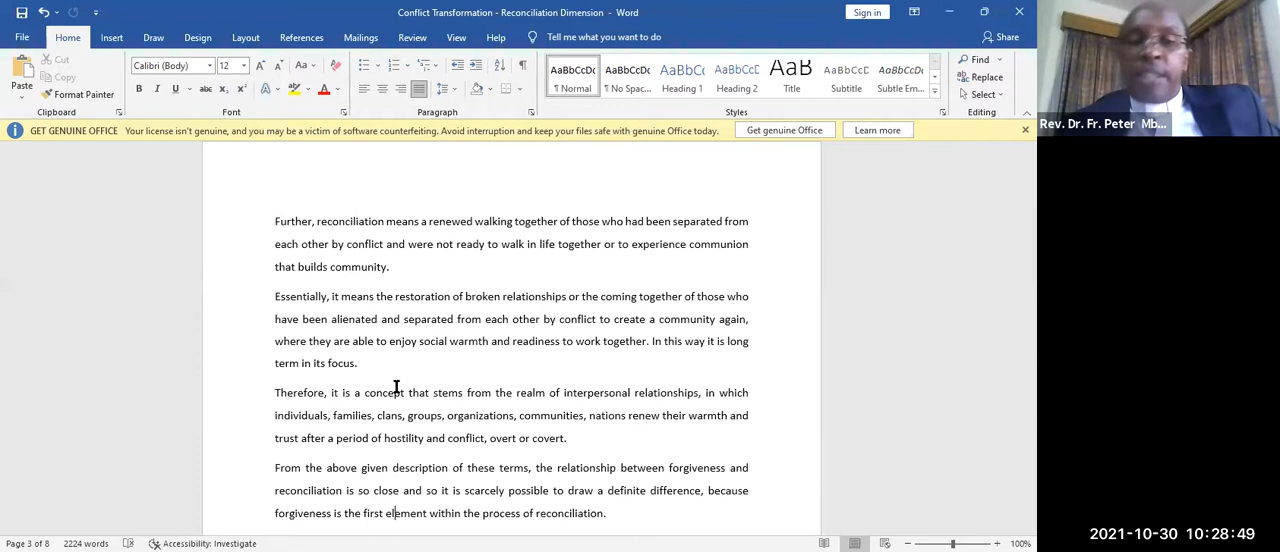 Conflict Transformation - Reconciliation Dimension - Word
Sign in
File Home Insert Draw Design Layout References Mailings Review View Help Tell me what you want to do Share
Paste
Cut
Copy
Format Painter
Clipboard
Calibri (Body) 12
A A Aa A
B I U abc x₂ x² A A
Font
Paragraph
AaBbCcDc AaBbCcDc AaBbCc AaBbCcD AaB AaBbCcD AaBbCcDc
¶ Normal ¶ No Spac... Heading 1 Heading 2 Title Subtitle Subtle Em...
Styles
Find
Replace
Select
Editing
GET GENUINE OFFICE Your license isn't genuine, and you may be a victim of software counterfeiting. Avoid interruption and keep your files safe with genuine Office today. Get genuine Office Learn more
Rev. Dr. Fr. Peter Mb...
Further, reconciliation means a renewed walking together of those who had been separated from
each other by conflict and were not ready to walk in life together or to experience communion
that builds community.
Essentially, it means the restoration of broken relationships or the coming together of those who
have been alienated and separated from each other by conflict to create a community again,
where they are able to enjoy social warmth and readiness to work together. In this way it is long
term in its focus.
Therefore, it is a concept that stems from the realm of interpersonal relationships, in which
individuals, families, clans, groups, organizations, communities, nations renew their warmth and
trust after a period of hostility and conflict, overt or covert.
From the above given description of these terms, the relationship between forgiveness and
reconciliation is so close and so it is scarcely possible to draw a definite difference, because
forgiveness is the first element within the process of reconciliation.
2021-10-30 10:28:49
Page 3 of 8 2224 words Accessibility: Investigate 100%